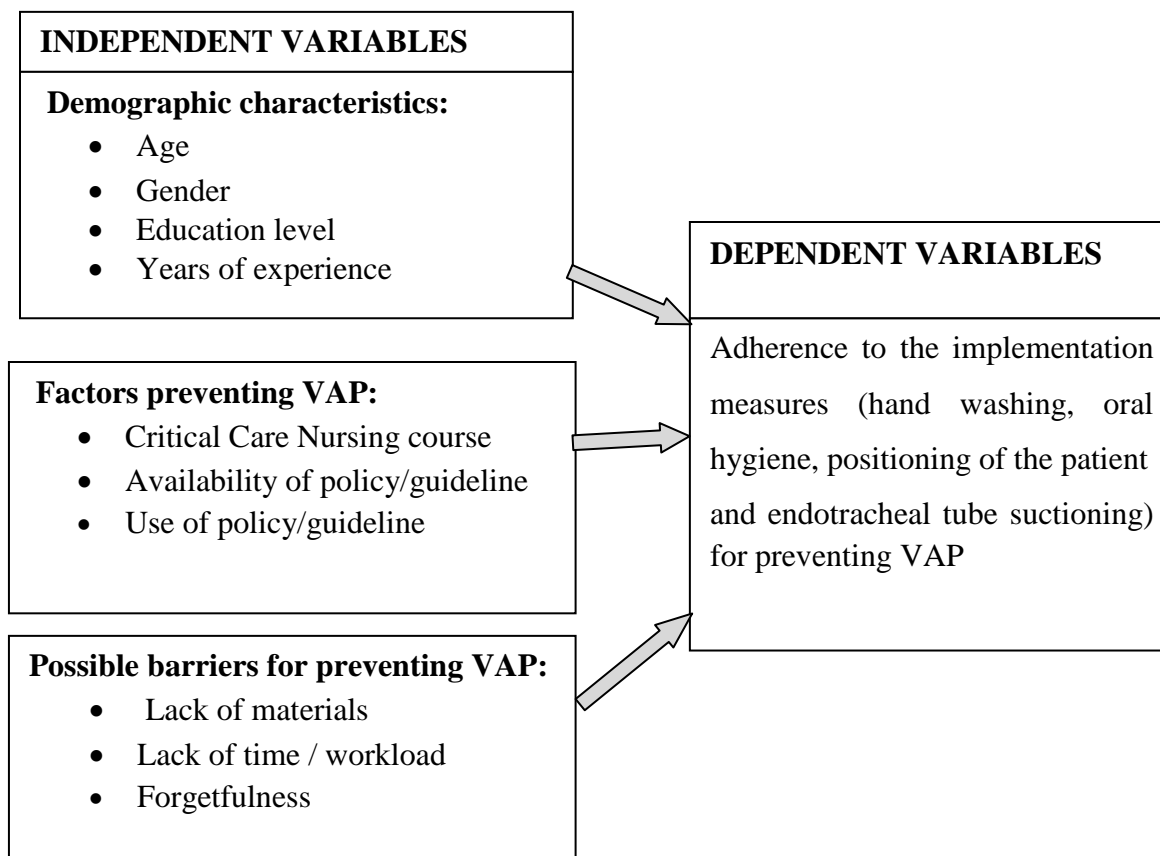 INDEPENDENT VARIABLES
Demographic characteristics:
• Age
• Gender
• Education level
• Years of experience
Factors preventing VAP:
• Critical Care Nursing course
• Availability of policy/guideline
• Use of policy/guideline
Possible barriers for preventing VAP:
• Lack of materials
• Lack of time / workload
• Forgetfulness
DEPENDENT VARIABLES
Adherence to the implementation
measures (hand washing, oral
hygiene, positioning of the patient
and endotracheal tube suctioning)
for preventing VAP